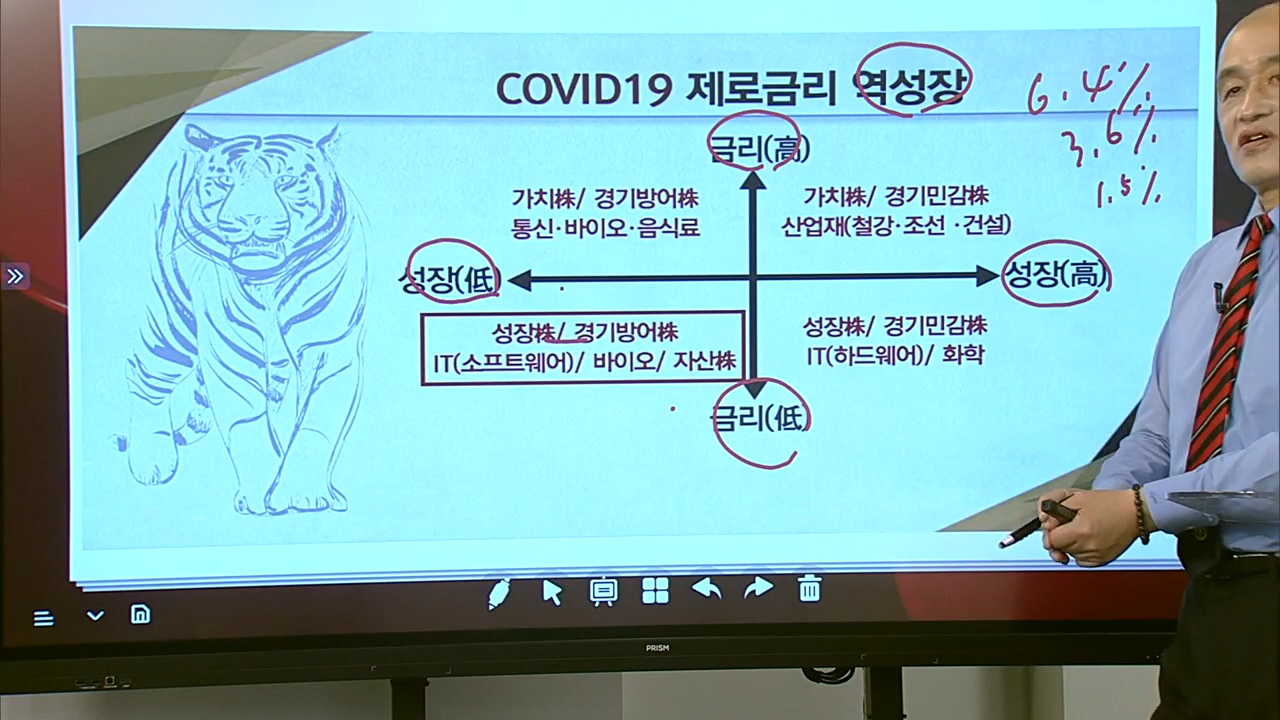 COVID19 제로금리 역성장
6.4%
3.6%
1.5%
금리(高)
가치株/ 경기방어株
통신·바이오·음식료
가치株/ 경기민감株
산업재(철강·조선 ·건설)
성장(低)
성장(高)
성장株/ 경기방어株
IT(소프트웨어)/ 바이오/ 자산株
성장株/ 경기민감株
IT(하드웨어)/ 화학
금리(低)
PRISM